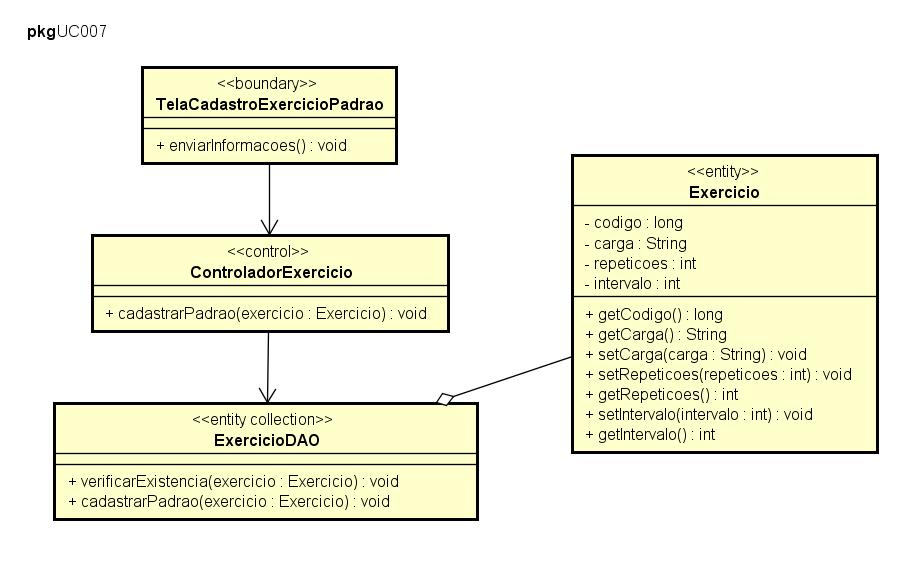 pkgUC007
<<boundary>>
TelaCadastroExercicioPadrao
+ enviarInformacoes() : void
<<control>>
ControladorExercicio
+ cadastrarPadrao(exercicio : Exercicio) : void
<<entity collection>>
ExercicioDAO
+ verificarExistencia(exercicio : Exercicio) : void
+ cadastrarPadrao(exercicio : Exercicio) : void
<<entity>>
Exercicio
- codigo : long
- carga : String
- repeticoes : int
- intervalo : int
+ getCodigo() : long
+ getCarga() : String
+ setCarga(carga : String) : void
+ setRepeticoes(repeticoes : int) : void
+ getRepeticoes() : int
+ setIntervalo(intervalo : int) : void
+ getIntervalo() : int